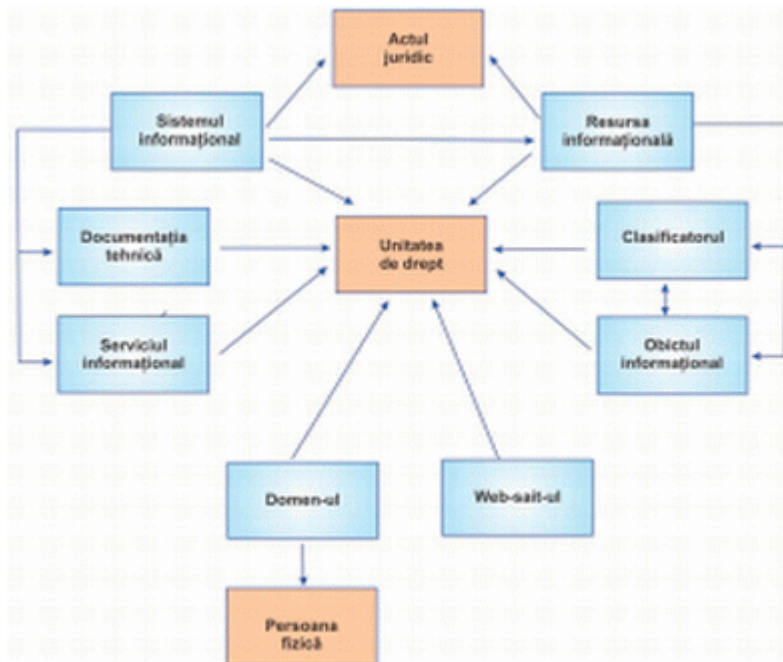 Actul
juridic
Sistemul
informațional
Resursa
informațională
Documentația
tehnică
Unitatea
de drept
Clasificatorul
Serviciul
informațional
Obictul
informațional
Domen-ul
Web-sait-ul
Persoana
fizică